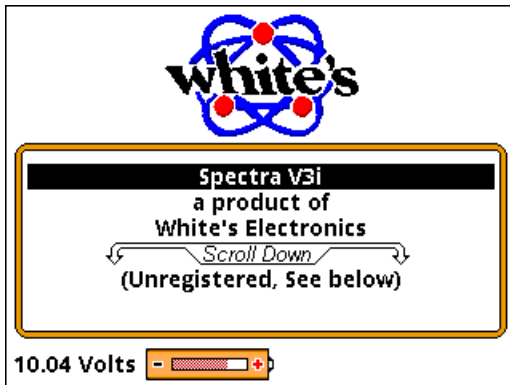 white's
Spectra V3i
a product of
White's Electronics
Scroll Down
(Unregistered, See below)
10.04 Volts - +